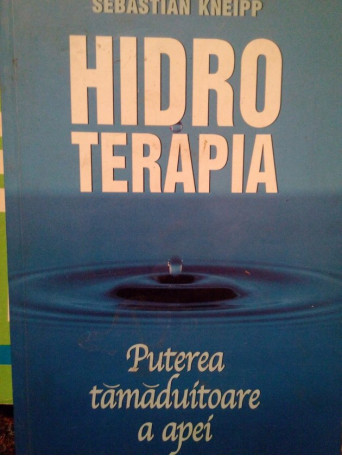 SEBASTIAN KNEIPP
HIDRO
TERAPIA
Puterea
tămăduitoare
a apei